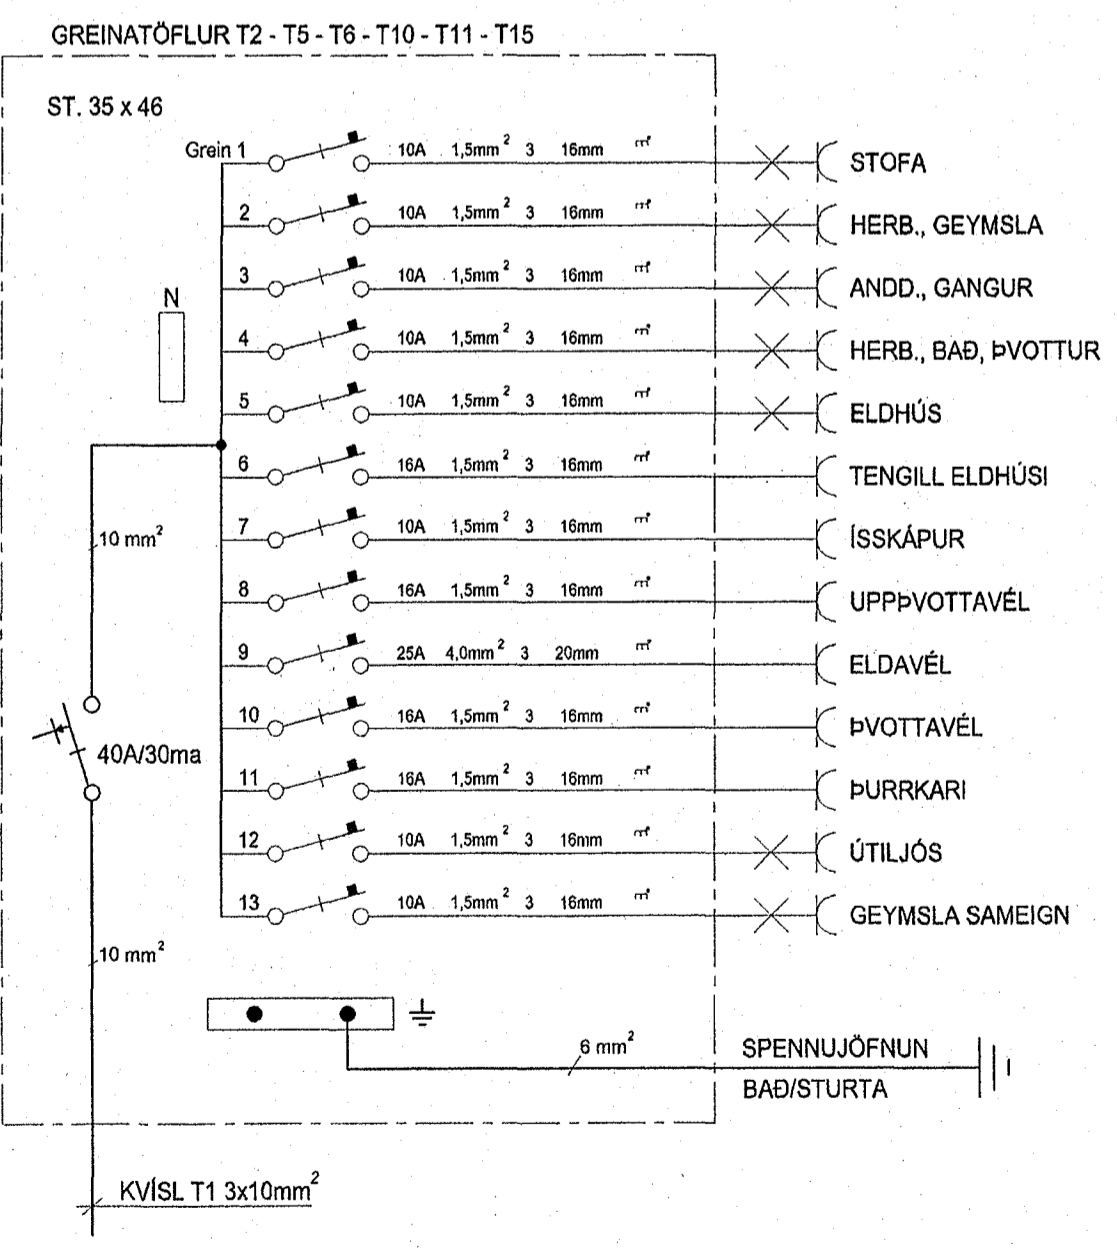 GREINATÖFLUR T2 - T5 - T6 - T10 - T11 - T15
ST. 35 x 46
Grein 1 10A 1,5mm² 3 16mm STOFA
2 10A 1,5mm² 3 16mm HERB., GEYMSLA
3 10A 1,5mm² 3 16mm ANDD., GANGUR
N
4 10A 1,5mm² 3 16mm HERB., BAÐ, ÞVOTTUR
5 10A 1,5mm² 3 16mm ELDHÚS
6 16A 1,5mm² 3 16mm TENGILL ELDHÚSI
10 mm²
7 10A 1,5mm² 3 16mm ÍSSKÁPUR
8 16A 1,5mm² 3 16mm UPPÞVOTTAVÉL
9 25A 4,0mm² 3 20mm ELDAVÉL
10 16A 1,5mm² 3 16mm ÞVOTTAVÉL
40A/30ma
11 16A 1,5mm² 3 16mm ÞURRKARI
12 10A 1,5mm² 3 16mm ÚTILJÓS
13 10A 1,5mm² 3 16mm GEYMSLA SAMEIGN
10 mm²
6 mm² SPENNUJÖFNUN
BAÐ/STURTA
KVÍSL T1 3x10mm²